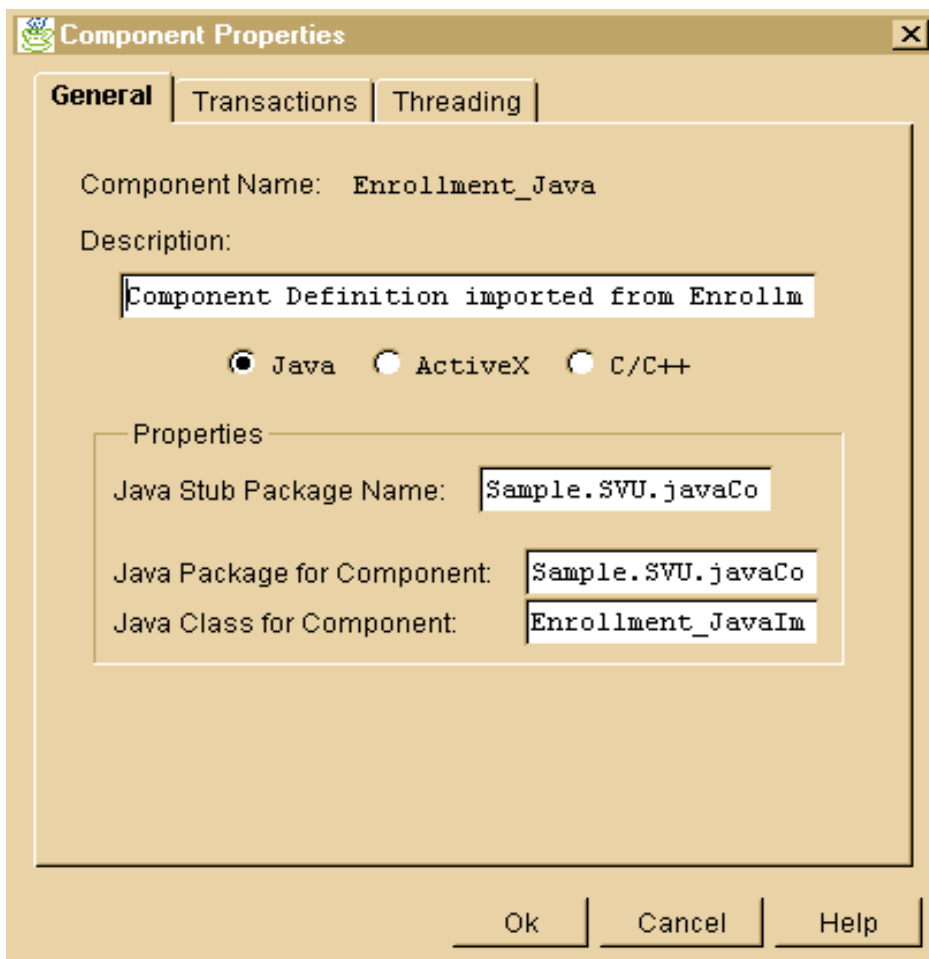 Component Properties
General Transactions Threading
Component Name: Enrollment_Java
Description:
Component Definition imported from Enrollm
Java ActiveX C/C++
Properties
Java Stub Package Name: Sample.SVU.javaCo
Java Package for Component: Sample.SVU.javaCo
Java Class for Component: Enrollment_JavaIm
Ok Cancel Help